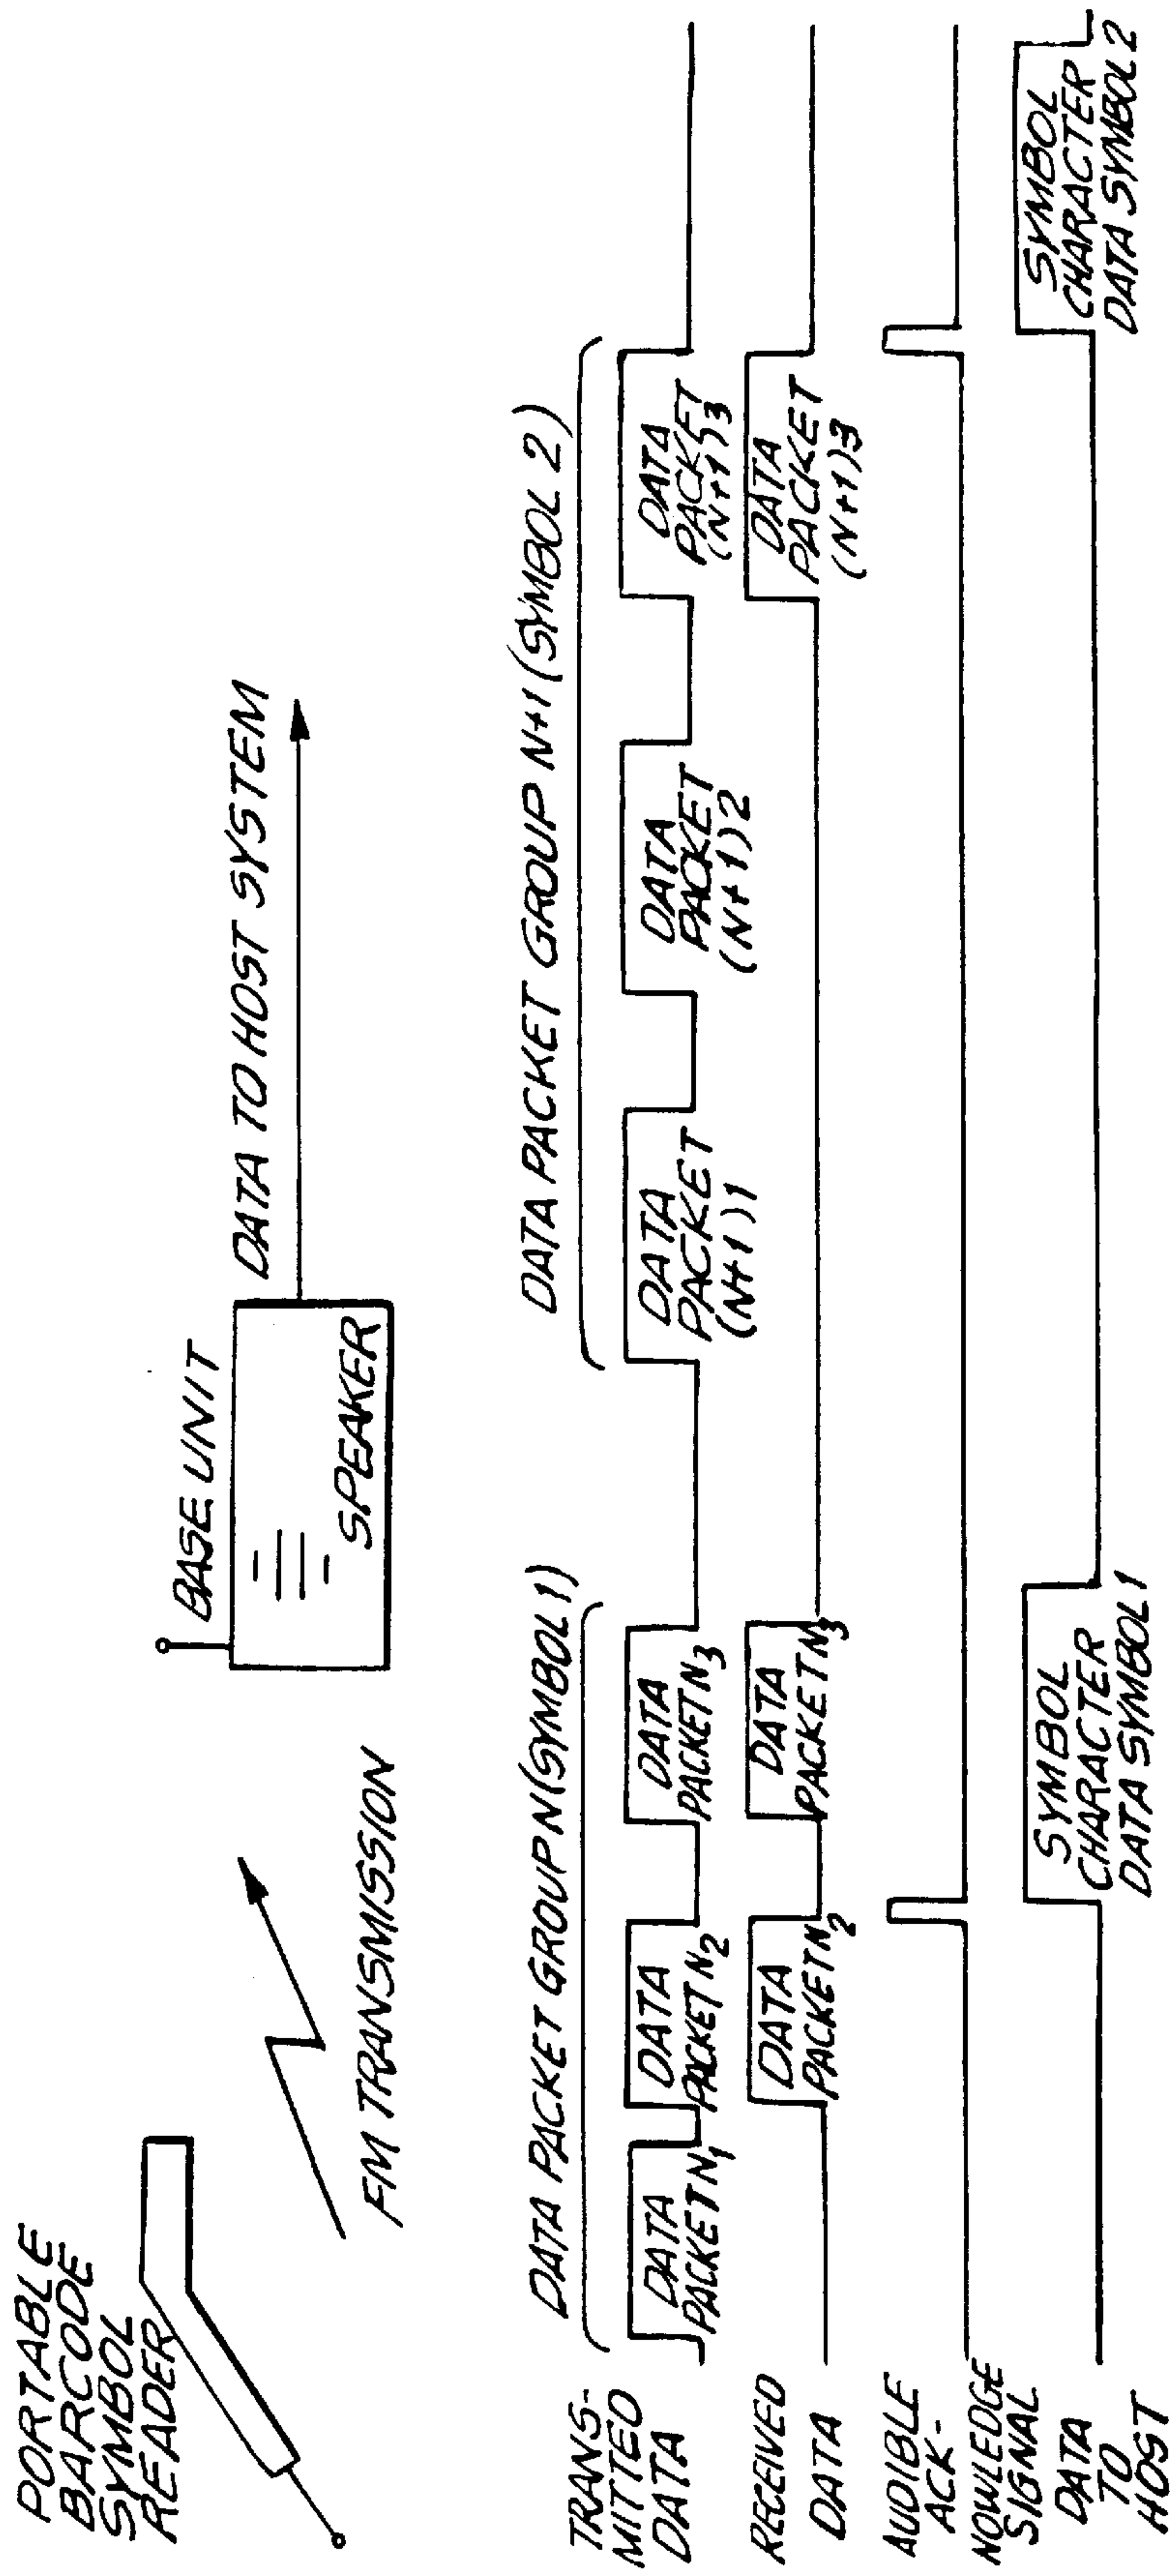 PORTABLE
BARCODE
SYMBOL
READER
FM TRANSMISSION
BASE UNIT
SPEAKER
DATA TO HOST SYSTEM
DATA PACKET GROUP N (SYMBOL 1)
DATA PACKET GROUP N+1 (SYMBOL 2)
TRANS-
MITTED
DATA
DATA
PACKET N1
DATA
PACKET N2
DATA
PACKET N3
DATA
PACKET
(N+1)1
DATA
PACKET
(N+1)2
DATA
PACKET
(N+1)3
RECEIVED
DATA
DATA
PACKET N2
DATA
PACKET N3
DATA
PACKET
(N+1)3
AUDIBLE
ACK-
NOWLEDGE
SIGNAL
DATA
TO
HOST
SYMBOL
CHARACTER
DATA SYMBOL 1
SYMBOL
CHARACTER
DATA SYMBOL 2